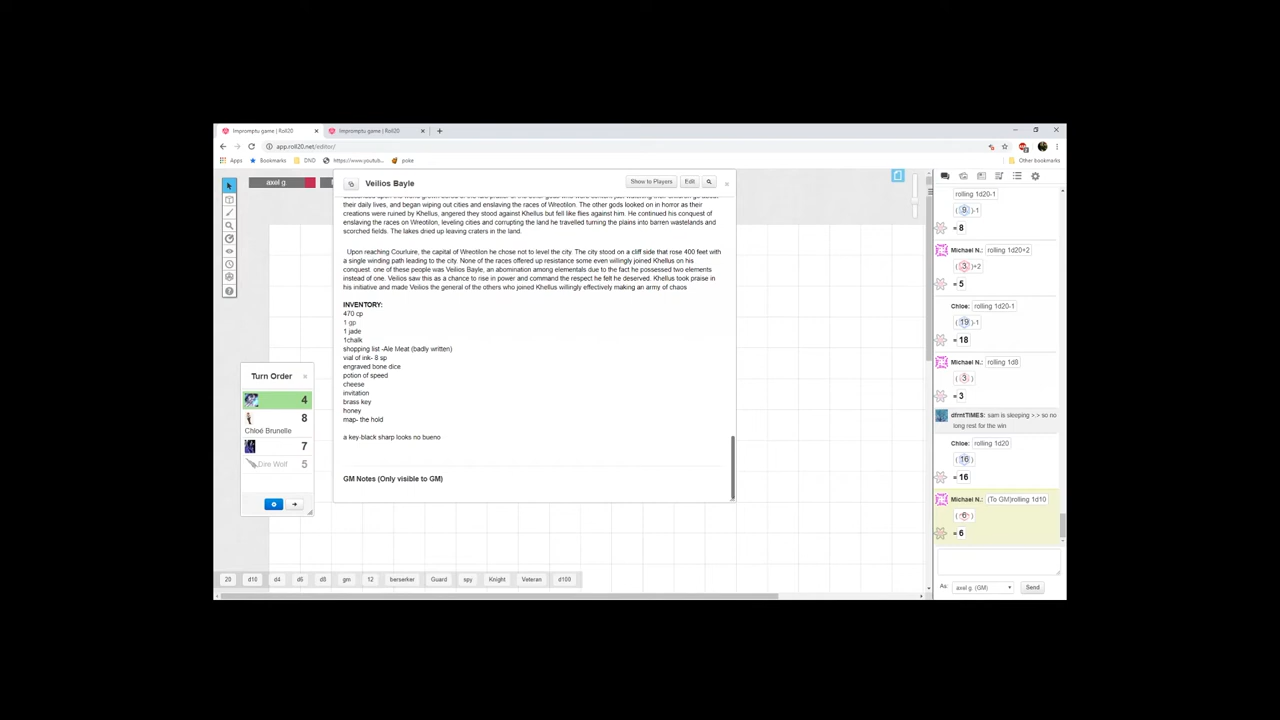 Impromptu game | Roll20
Impromptu game | Roll20
app.roll20.net/editor/
Apps
Bookmarks
DND
https://www.youtub...
poke
Other bookmarks
axel g
Veilios Bayle
Show to Players
Edit
their daily lives, and began wiping out cities and enslaving the races of Wreotilon. The other gods looked on in horror as their
creations were ruined by Khellus, angered they stood against Khellus but fell like flies against him. He continued his conquest of
enslaving the races on Wreotilon, leveling cities and corrupting the land he travelled turning the plains into barren wastelands and
scorched fields. The lakes dried up leaving craters in the land.
Upon reaching Courluire, the capital of Wreotilon he chose not to level the city. The city stood on a cliff side that rose 400 feet with
a single winding path leading to the city. None of the races offered up resistance some even willingly joined Khellus on his
conquest. one of these people was Veilios Bayle, an abomination among elementals due to the fact he possessed two elements
instead of one. Veilios saw this as a chance to rise in power and command the respect he felt he deserved. Khellus took praise in
his initiative and made Veilios the general of the others who joined Khellus willingly effectively making an army of chaos
INVENTORY:
470 cp
1 gp
1 jade
1chalk
shopping list -Ale Meat (badly written)
vial of ink- 8 sp
engraved bone dice
potion of speed
cheese
invitation
brass key
honey
map- the hold
a key-black sharp looks no bueno
GM Notes (Only visible to GM)
Turn Order
4
8
Chloé Brunelle
7
Dire Wolf 5
20 d10 d4 d6 d8 gm 12 berserker Guard spy Knight Veteran d100
rolling 1d20-1
(9)-1
= 8
Michael N.: rolling 1d20+2
(3)+2
= 5
Chloe: rolling 1d20-1
(19)-1
= 18
Michael N.: rolling 1d8
(3)
= 3
dfrntTIMES: sam is sleeping >.> so no
long rest for the win
Chloe: rolling 1d20
(16)
= 16
Michael N.: (To GM)rolling 1d10
(6)
= 6
As: axel g (GM) Send